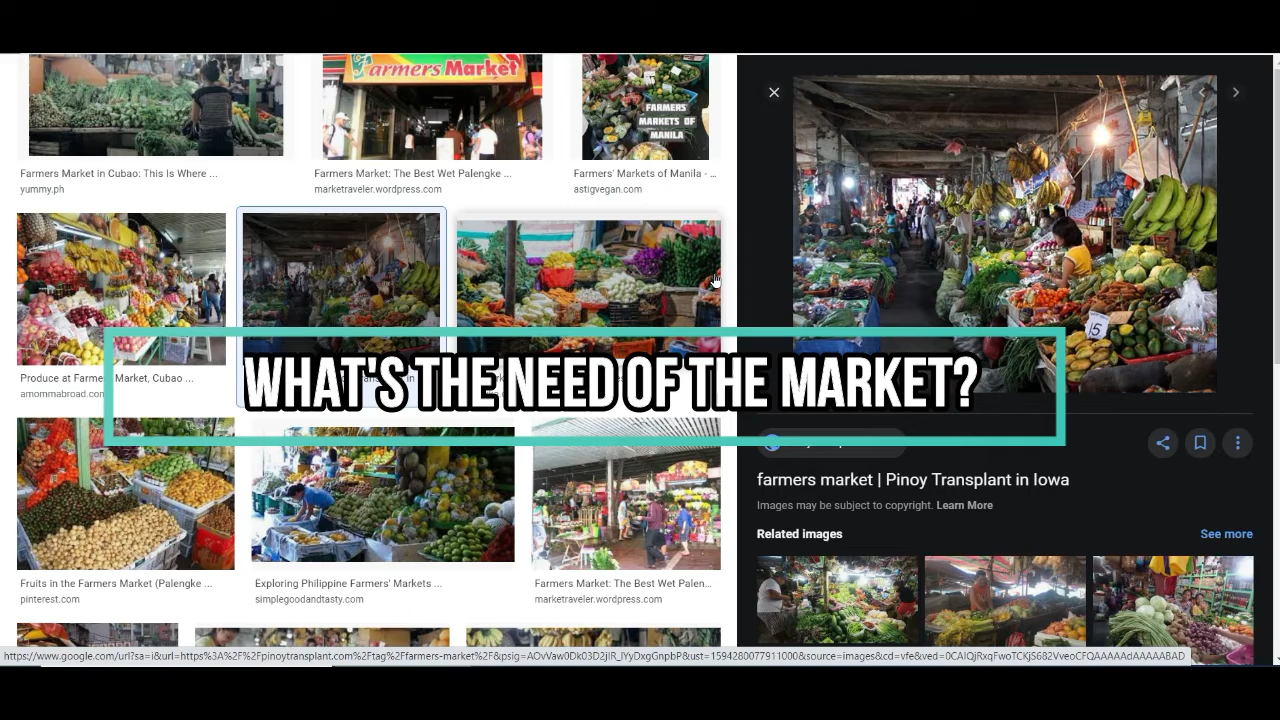 Farmers Market
FARMERS
MARKETS OF
MANILA
Farmers Market in Cubao: This Is Where ...
yummy.ph
Farmers Market: The Best Wet Palengke ...
marketraveler.wordpress.com
Farmers' Markets of Manila - ...
astigvegan.com
15
WHAT'S THE NEED OF THE MARKET?
amommabroad.com
farmers market | Pinoy Transplant in Iowa
Images may be subject to copyright. Learn More
Related images
See more
Fruits in the Farmers Market (Palengke ...
pinterest.com
Exploring Philippine Farmers' Markets ...
simplegoodandtasty.com
Farmers Market: The Best Wet Palen...
marketraveler.wordpress.com